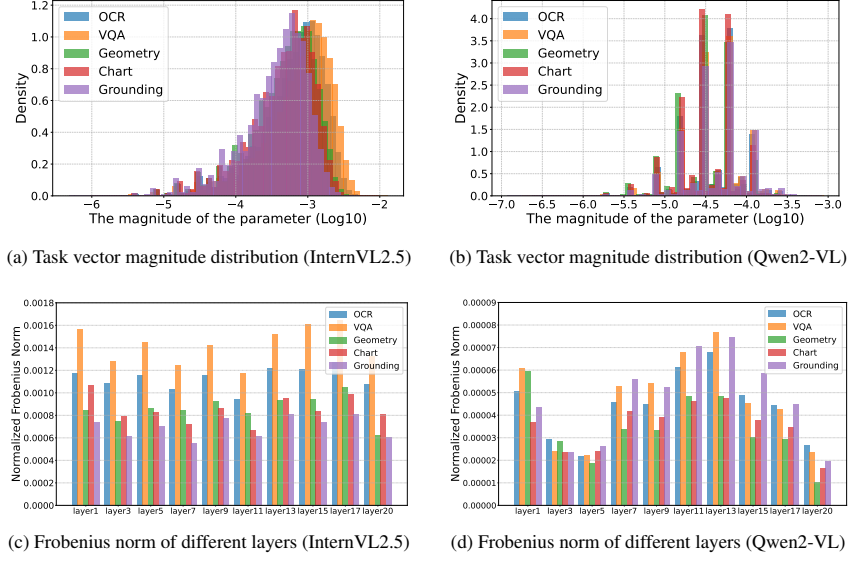 1.2
1.0
0.8
0.6
0.4
0.2
0.0
Density
OCR
VQA
Geometry
Chart
Grounding
−6
−5
−4
−3
−2
The magnitude of the parameter (Log10)
(a) Task vector magnitude distribution (InternVL2.5)
4.0
3.5
3.0
2.5
2.0
1.5
1.0
0.5
0.0
Density
OCR
VQA
Geometry
Chart
Grounding
−7.0
−6.5
−6.0
−5.5
−5.0
−4.5
−4.0
−3.5
−3.0
The magnitude of the parameter (Log10)
(b) Task vector magnitude distribution (Qwen2-VL)
0.0018
0.0016
0.0014
0.0012
0.0010
0.0008
0.0006
0.0004
0.0002
0.0000
Normalized Frobenius Norm
OCR
VQA
Geometry
Chart
Grounding
layer1
layer3
layer5
layer7
layer9
layer11
layer13
layer15
layer17
layer20
(c) Frobenius norm of different layers (InternVL2.5)
0.00009
0.00008
0.00007
0.00006
0.00005
0.00004
0.00003
0.00002
0.00001
0.00000
Normalized Frobenius Norm
OCR
VQA
Geometry
Chart
Grounding
layer1
layer3
layer5
layer7
layer9
layer11
layer13
layer15
layer17
layer20
(d) Frobenius norm of different layers (Qwen2-VL)